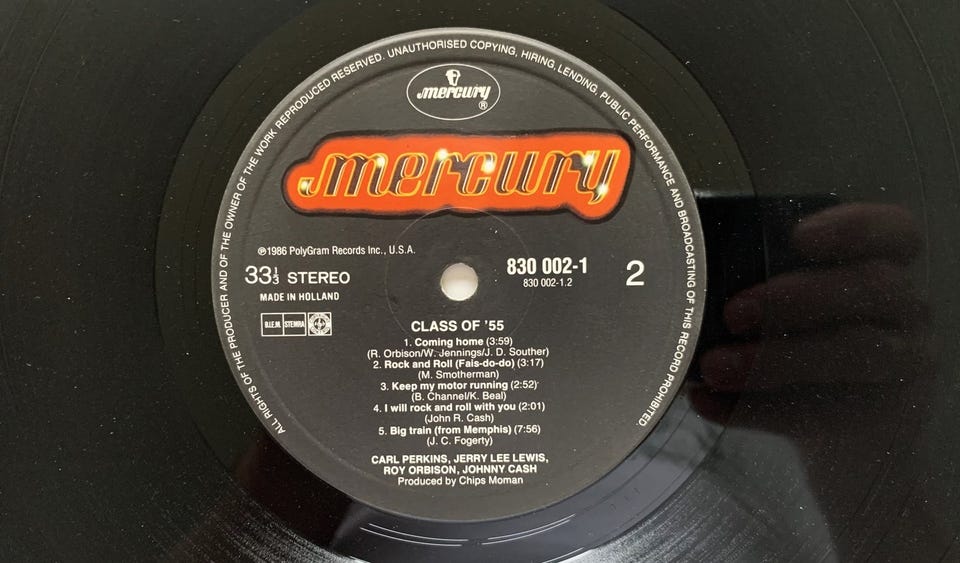 ALL RIGHTS OF THE PRODUCER AND OF THE OWNER OF THE WORK REPRODUCED RESERVED. UNAUTHORISED COPYING, HIRING, LENDING, PUBLIC PERFORMANCE AND BROADCASTING OF THIS RECORD PROHIBITED
mercury ®
mercury
℗1986 PolyGram Records Inc., U.S.A.
33⅓ STEREO
MADE IN HOLLAND
B.I.E.M. STEMRA
830 002-1
830 002-1.2
2
CLASS OF '55
1. Coming home (3:59)
(R. Orbison/W. Jennings/J. D. Souther)
2. Rock and Roll (Fais-do-do) (3:17)
(M. Smotherman)
3. Keep my motor running (2:52)
(B. Channel/K. Beal)
4. I will rock and roll with you (2:01)
(John R. Cash)
5. Big train (from Memphis) (7:56)
(J. C. Fogerty)
CARL PERKINS, JERRY LEE LEWIS,
ROY ORBISON, JOHNNY CASH
Produced by Chips Moman